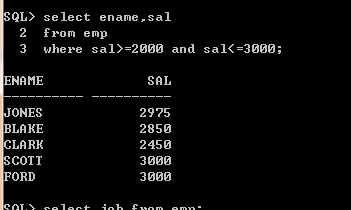 SQL> select ename,sal
2 from emp
3 where sal>=2000 and sal<=3000;
ENAME SAL
---------- ----------
JONES 2975
BLAKE 2850
CLARK 2450
SCOTT 3000
FORD 3000
SQL> select job from emp;